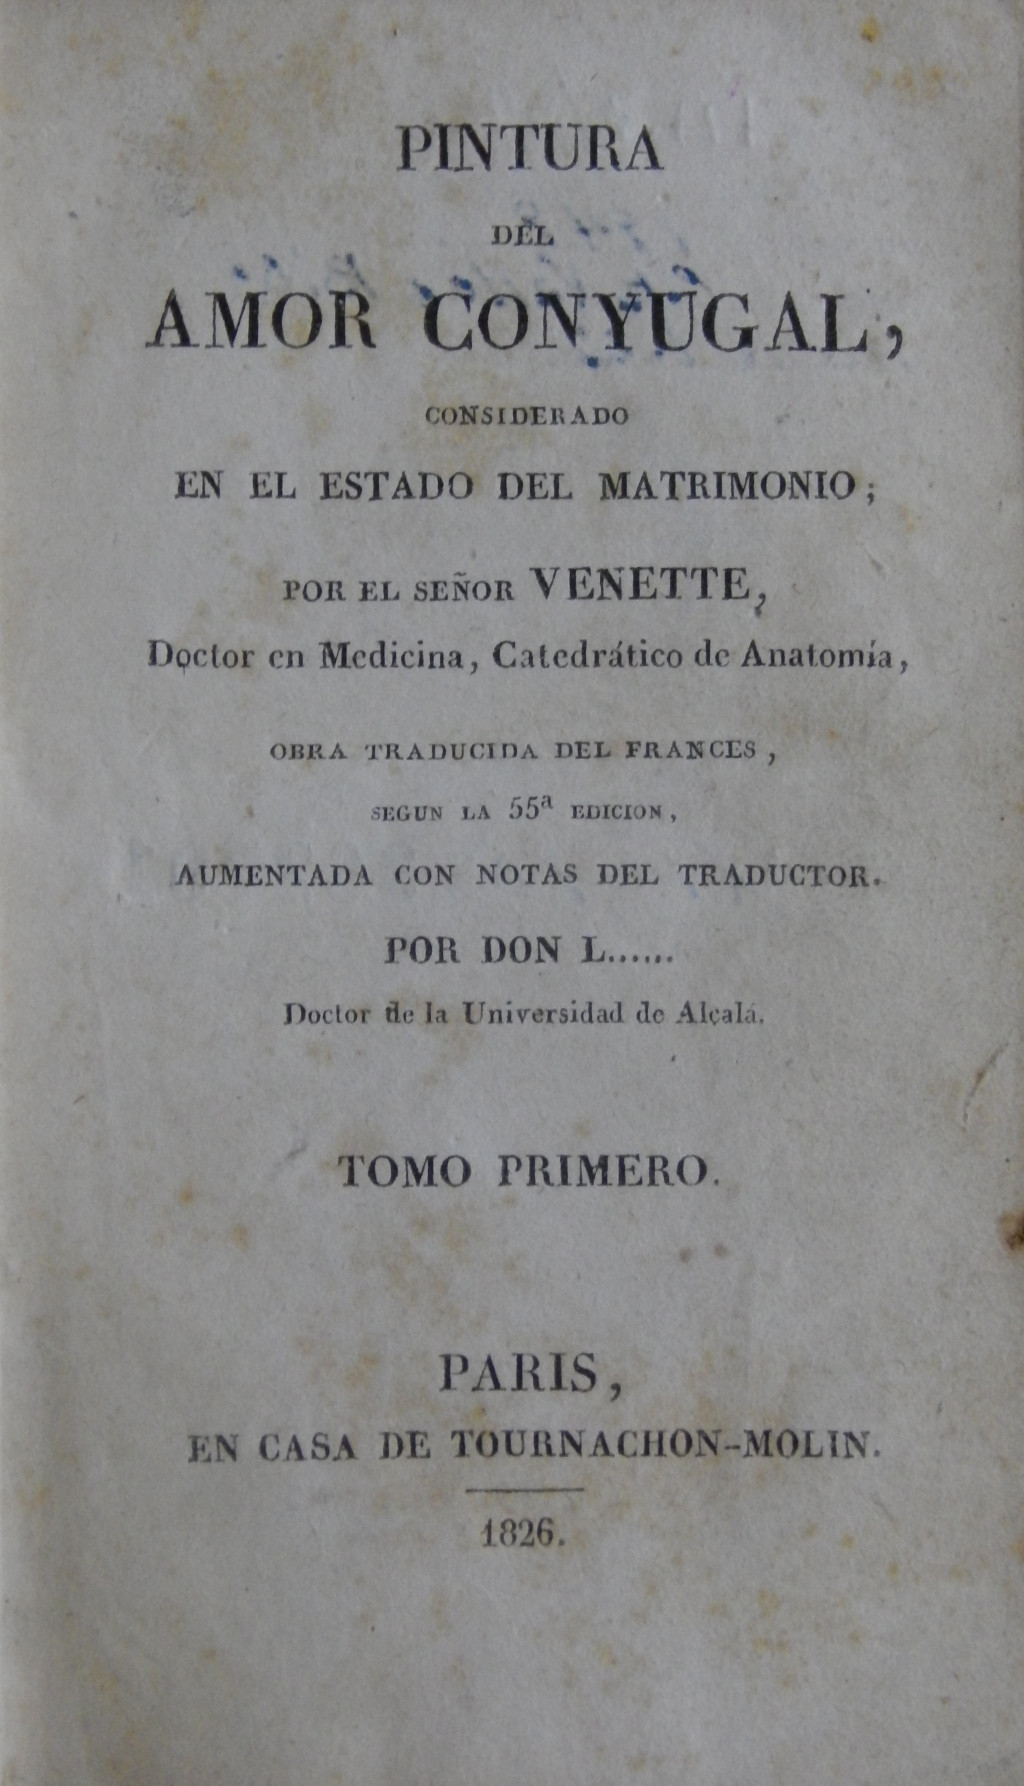 PINTURA
DEL
AMOR CONYUGAL,
CONSIDERADO
EN EL ESTADO DEL MATRIMONIO;
POR EL SEÑOR VENETTE,
Doctor en Medicina, Catedrático de Anatomía,
OBRA TRADUCIDA DEL FRANCES,
SEGUN LA 55ª EDICION,
AUMENTADA CON NOTAS DEL TRADUCTOR.
POR DON L......
Doctor de la Universidad de Alçalá.
TOMO PRIMERO.
PARIS,
EN CASA DE TOURNACHON-MOLIN.
1826.